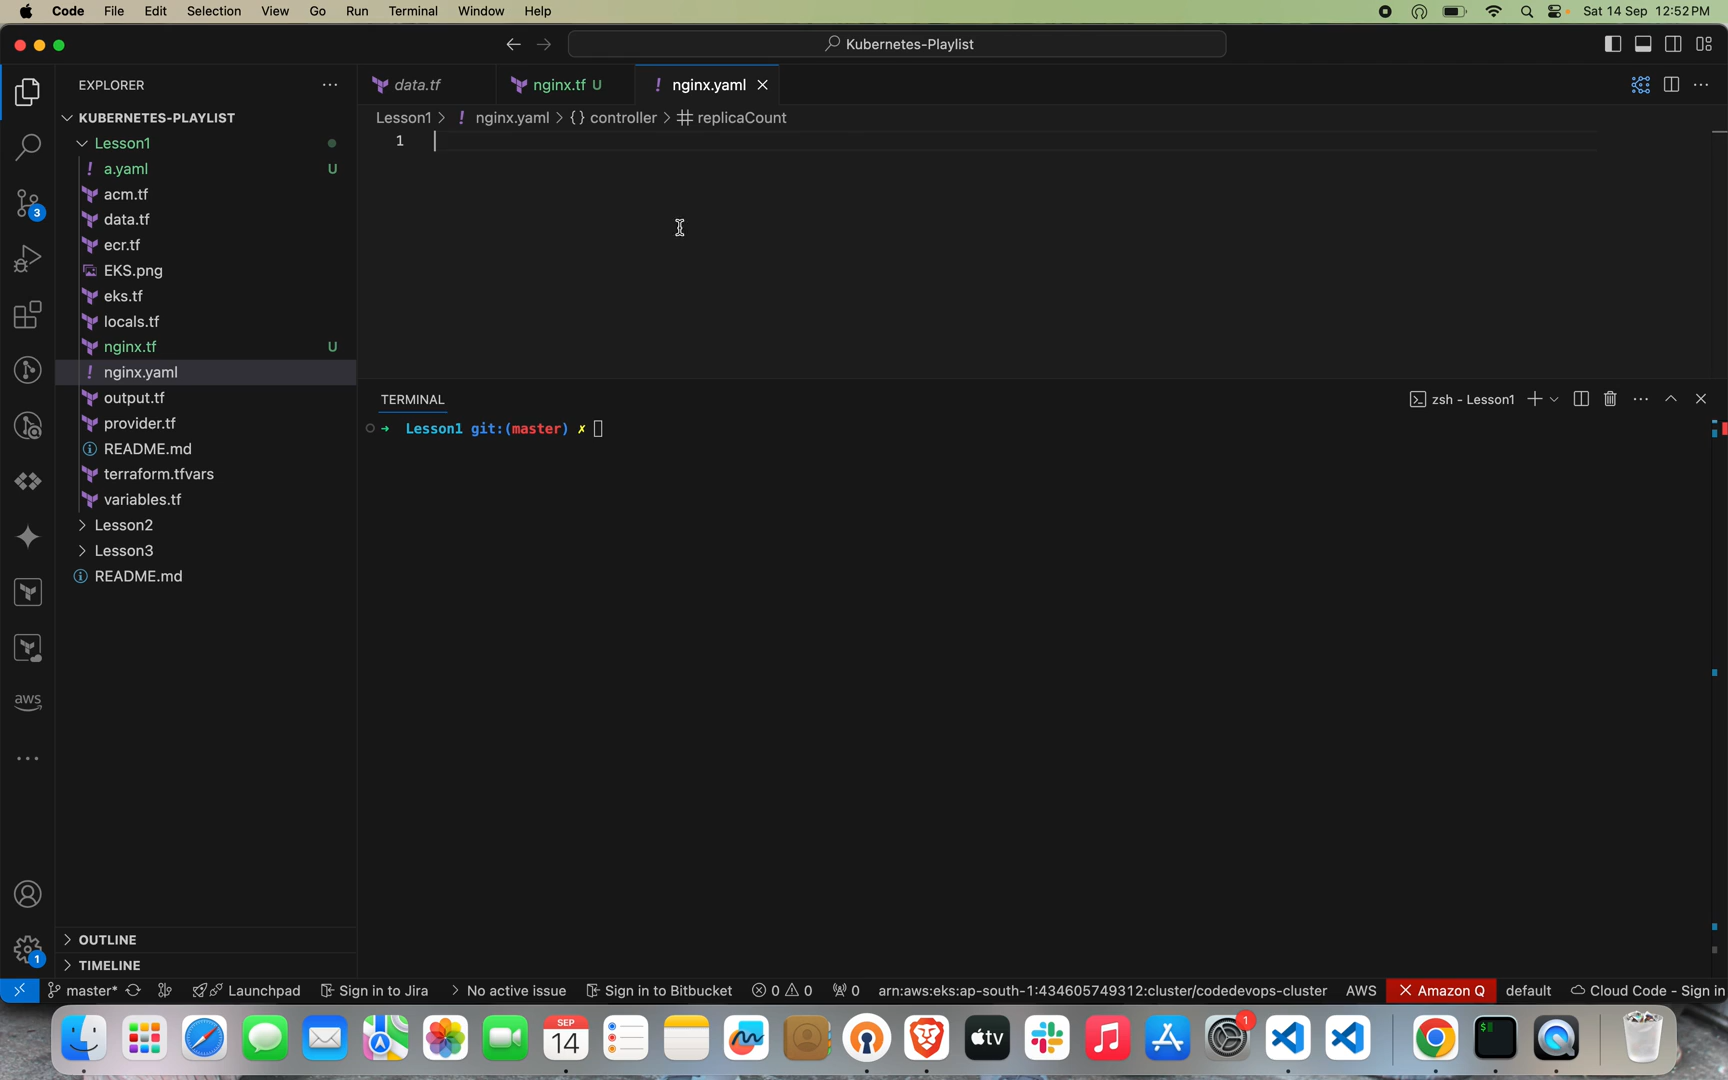 Code File Edit Selection View Go Run Terminal Window Help Sat 14 Sep 12:52 PM
Kubernetes-Playlist
EXPLORER
data.tf nginx.tf U nginx.yaml
KUBERNETES-PLAYLIST
Lesson1 > ! nginx.yaml > {} controller > replicaCount
Lesson1
1
! a.yaml U
acm.tf
data.tf
3
ecr.tf
EKS.png
eks.tf
locals.tf
nginx.tf U
! nginx.yaml
output.tf
provider.tf
README.md
terraform.tfvars
variables.tf
Lesson2
Lesson3
README.md
TERMINAL
zsh - Lesson1
➜ Lesson1 git:(master) ✗
aws
OUTLINE
1
TIMELINE
master* Launchpad Sign in to Jira > No active issue Sign in to Bitbucket 0 0 0 arn:aws:eks:ap-south-1:434605749312:cluster/codedevops-cluster AWS Amazon Q default Cloud Code - Sign in
SEP
14
tv
1
$